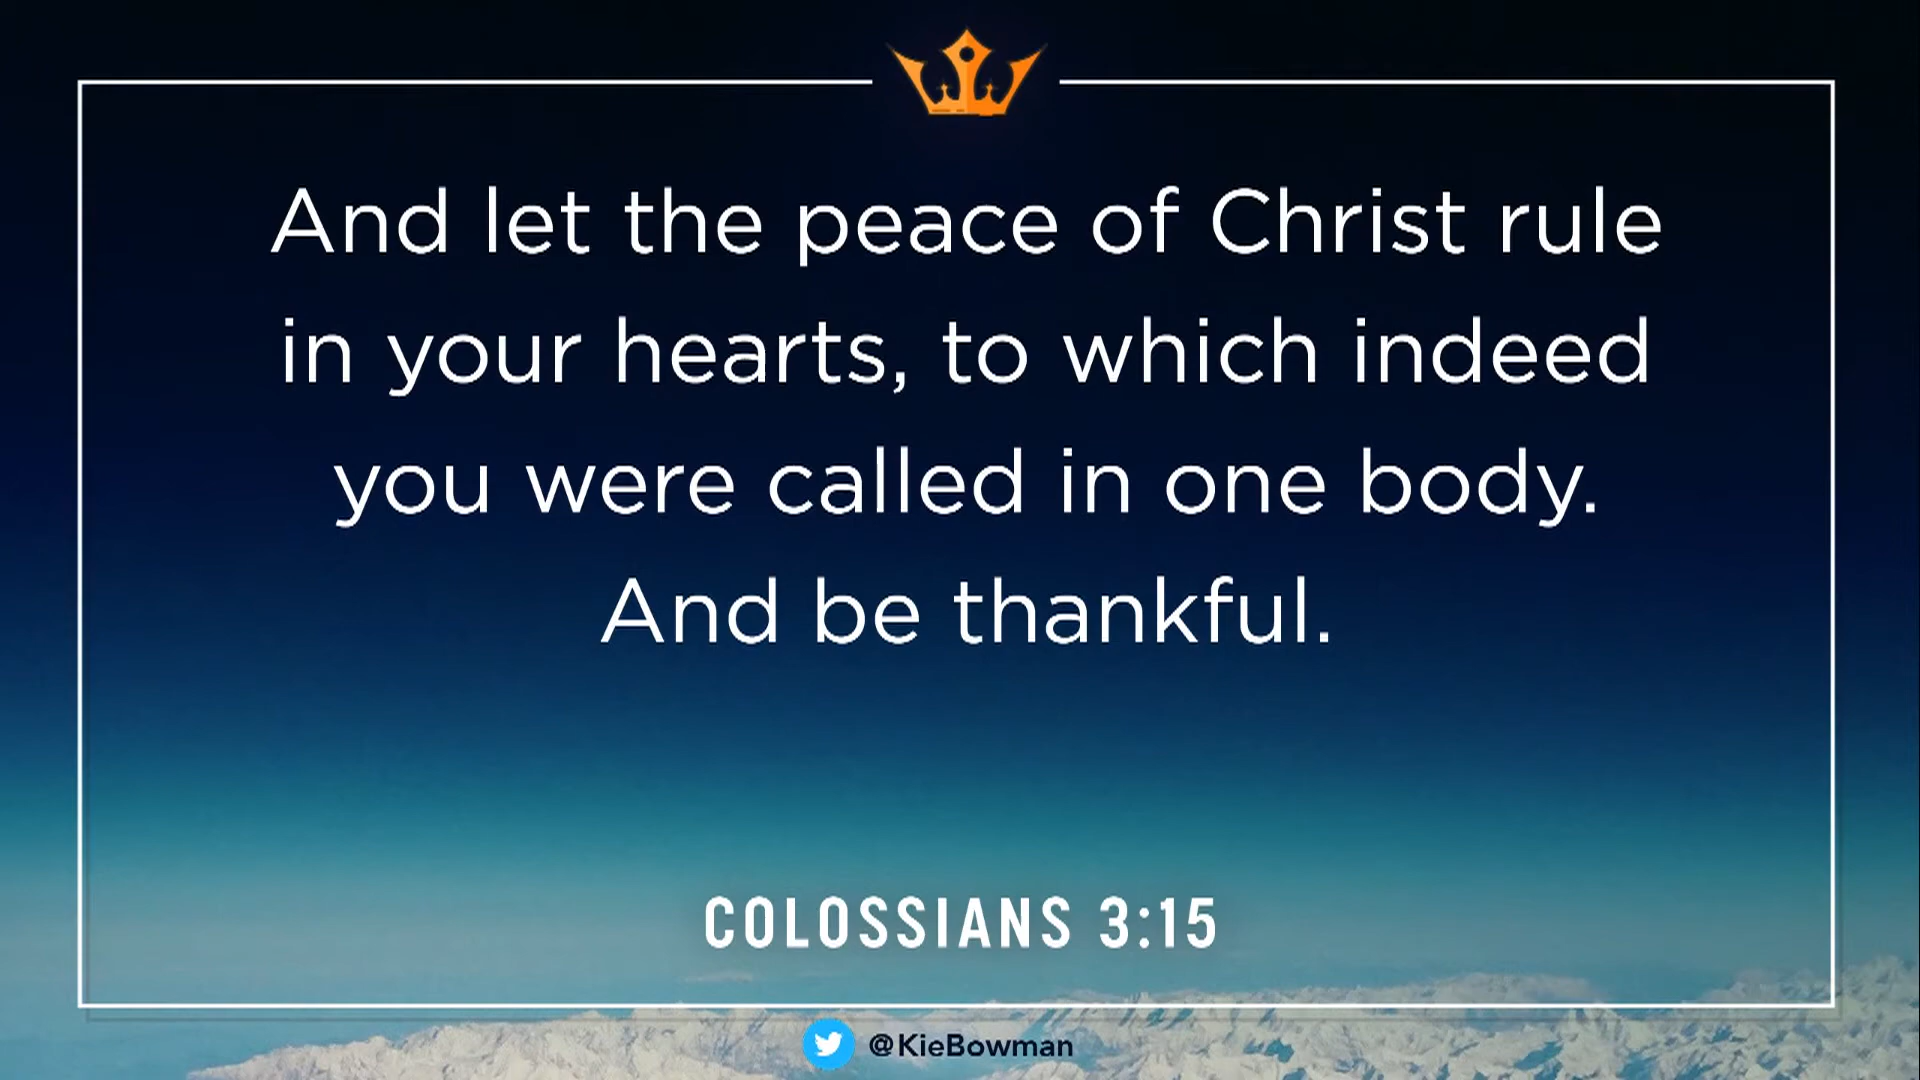 And let the peace of Christ rule
in your hearts, to which indeed
you were called in one body.
And be thankful.
COLOSSIANS 3:15
@KieBowman